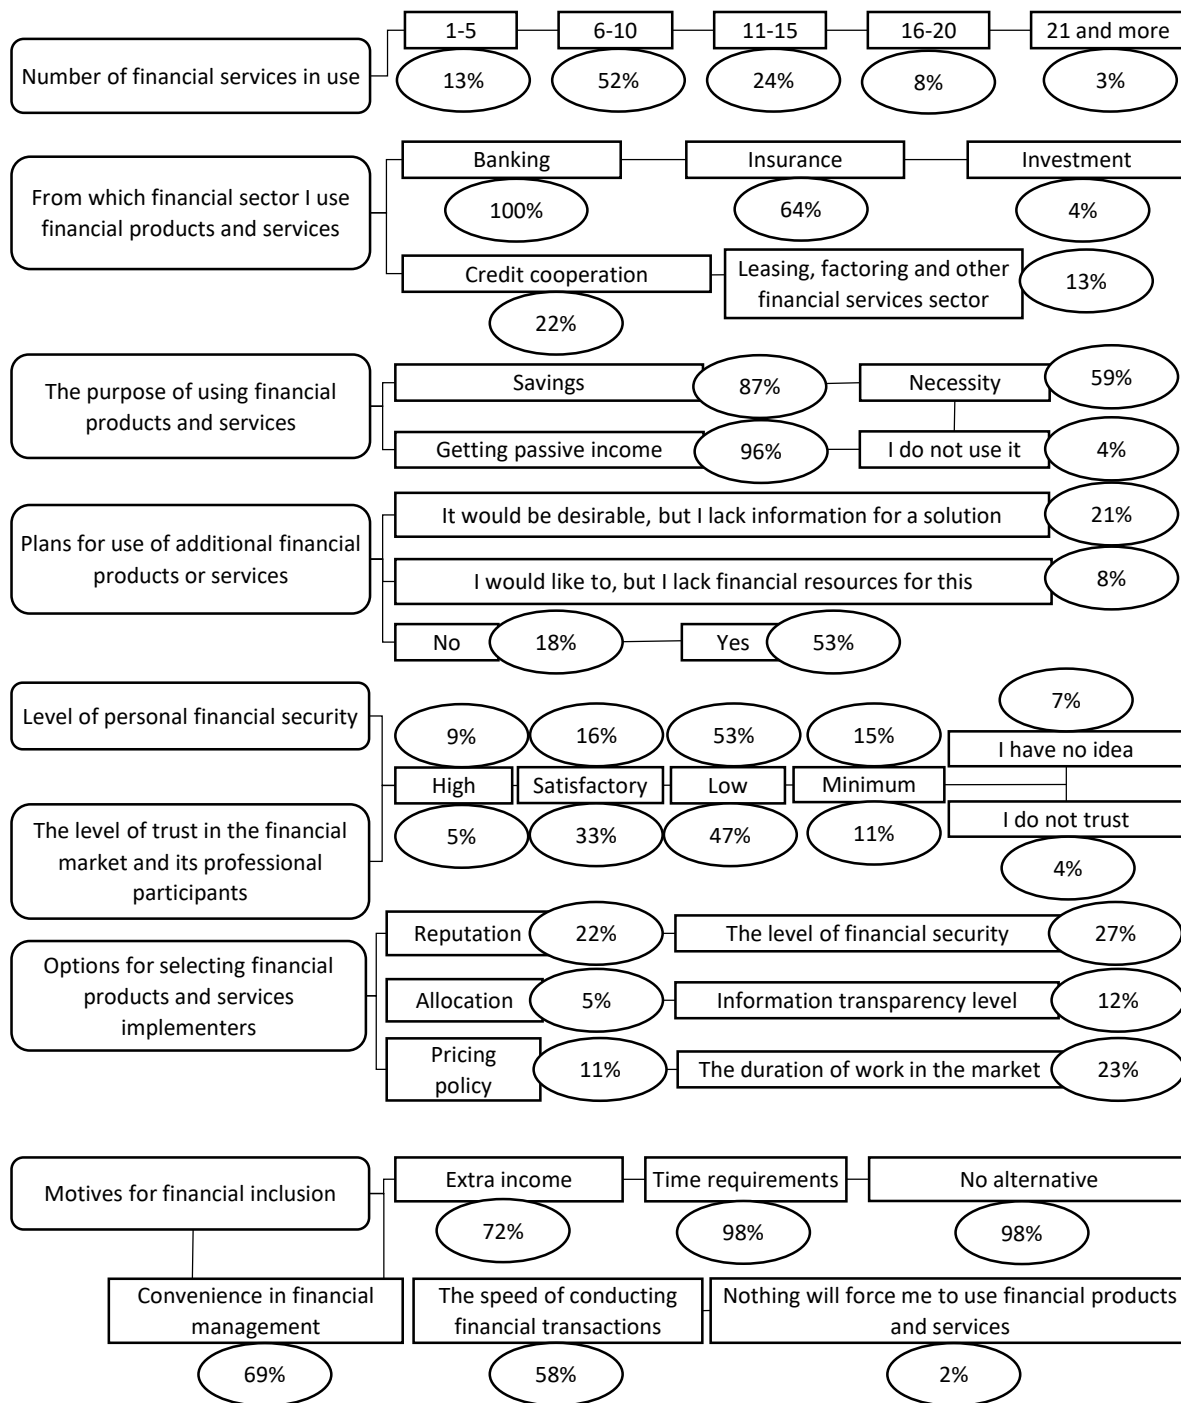 1-5
6-10
11-15
16-20
21 and more
Number of financial services in use
13%
52%
24%
8%
3%
Banking
Insurance
Investment
From which financial sector I use
financial products and services
100%
64%
4%
Credit cooperation
Leasing, factoring and other
financial services sector
13%
22%
The purpose of using financial
products and services
Savings
87%
Necessity
59%
Getting passive income
96%
I do not use it
4%
Plans for use of additional financial
products or services
It would be desirable, but I lack information for a solution
21%
I would like to, but I lack financial resources for this
8%
No
18%
Yes
53%
Level of personal financial security
9%
16%
53%
15%
7%
I have no idea
High
Satisfactory
Low
Minimum
The level of trust in the financial
market and its professional
participants
5%
33%
47%
11%
I do not trust
4%
Options for selecting financial
products and services
implementers
Reputation
22%
The level of financial security
27%
Allocation
5%
Information transparency level
12%
Pricing
policy
11%
The duration of work in the market
23%
Motives for financial inclusion
Extra income
Time requirements
No alternative
72%
98%
98%
Convenience in financial
management
The speed of conducting
financial transactions
Nothing will force me to use financial products
and services
69%
58%
2%